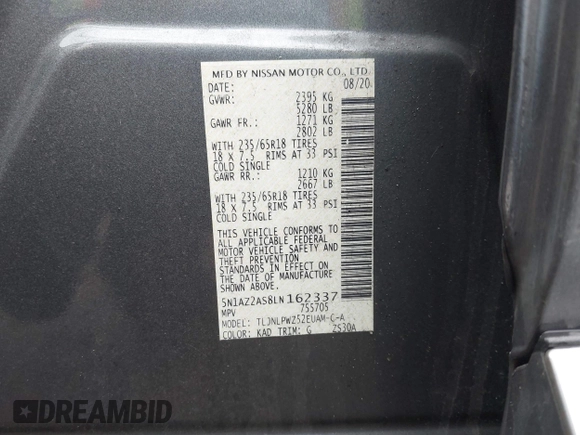 MFD BY NISSAN MOTOR CO., LTD.
DATE: 08/20
GVWR: 2395 KG
5280 LB
GAWR FR.: 1271 KG
2802 LB
WITH 235/65R18 TIRES
18 X 7.5 RIMS AT 33 PSI
COLD SINGLE
GAWR RR.: 1210 KG
2667 LB
WITH 235/65R18 TIRES
18 X 7.5 RIMS AT 33 PSI
COLD SINGLE
THIS VEHICLE CONFORMS TO
ALL APPLICABLE FEDERAL
MOTOR VEHICLE SAFETY AND
AND THEFT PREVENTION
STANDARDS IN EFFECT ON
THE DATE OF MANUFACTURE
SHOWN ABOVE.
5N1AZ2AS8LN162337
MPV 7S5705
MODEL: TLJNLPWZ52EUAM-C-A
COLOR: KAD TRIM: G ZS30A
DREAMBID